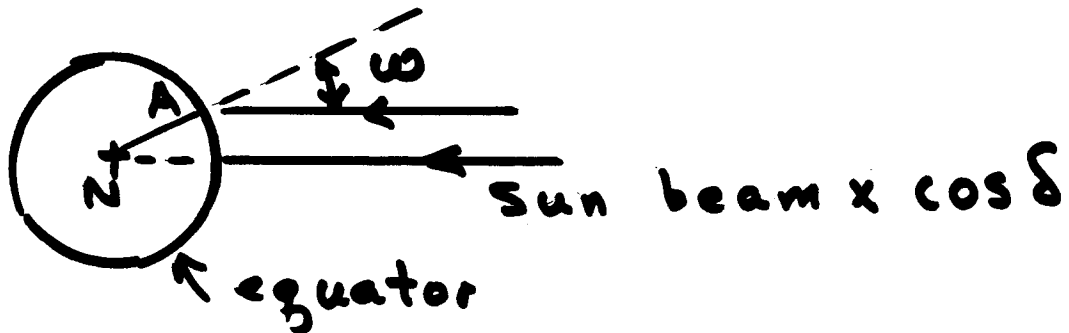 ω
A
N
sun beam x cos δ
equator